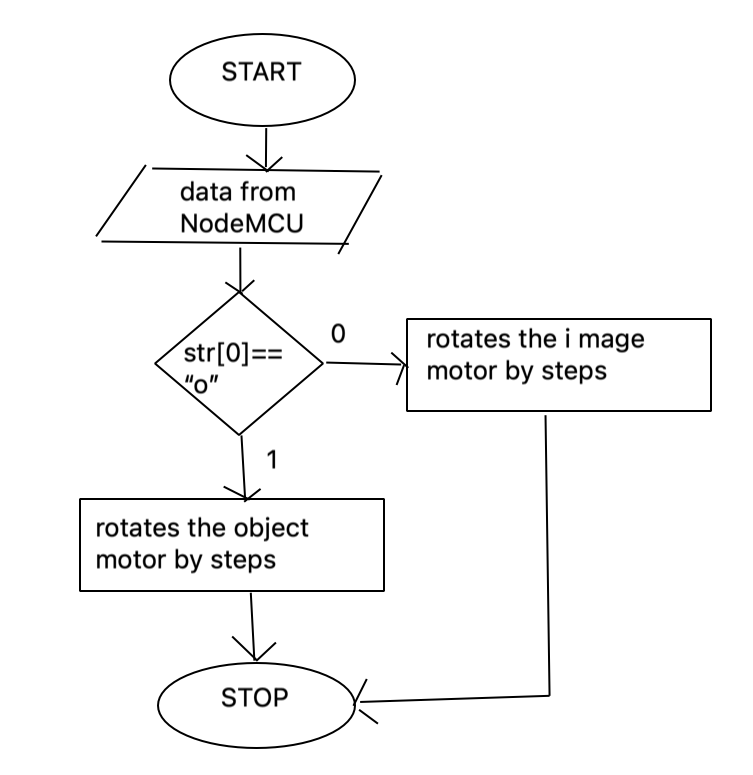 START
data from
NodeMCU
str[0]==
“o”
0
rotates the i mage
motor by steps
1
rotates the object
motor by steps
STOP